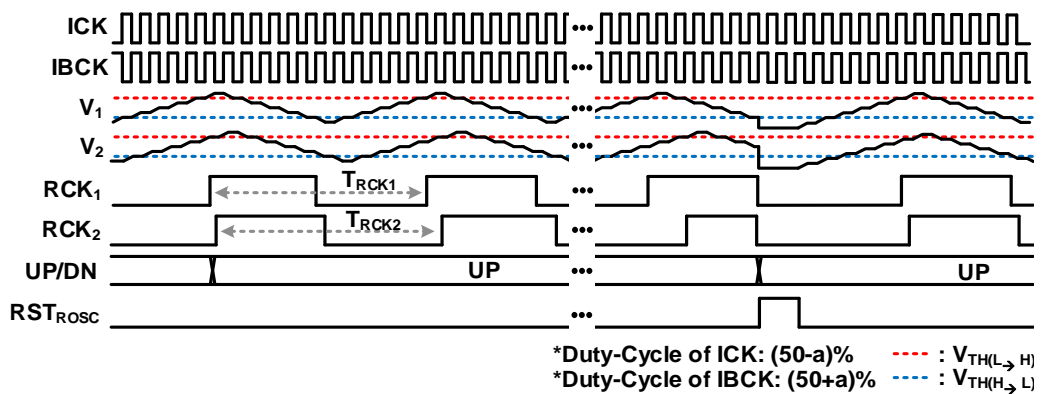 ICK
IBCK
V1
V2
RCK1
TRCK1
RCK2
TRCK2
UP/DN UP UP
RSTROSC
*Duty-Cycle of ICK: (50-a)% : VTH(L→H)
*Duty-Cycle of IBCK: (50+a)% : VTH(H→L)